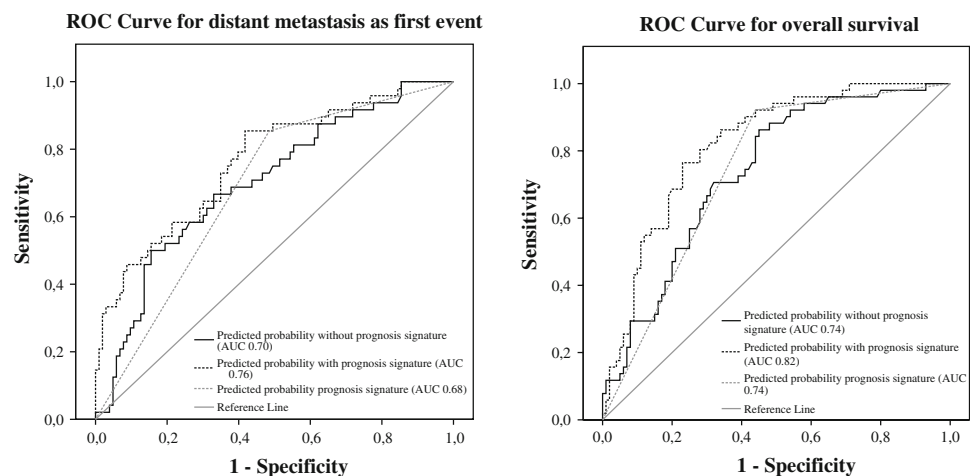 ROC Curve for distant metastasis as first event
Sensitivity
1,0
0,8
0,6
0,4
0,2
0,0
Predicted probability without prognosis signature
(AUC 0.70)
Predicted probability with prognosis signature (AUC
0.76)
Predicted probability prognosis signature (AUC 0.68)
Reference Line
0,0 0,2 0,4 0,6 0,8 1,0
1 - Specificity
ROC Curve for overall survival
Sensitivity
1,0
0,8
0,6
0,4
0,2
0,0
Predicted probability without prognosis
signature (AUC 0.74)
Predicted probability with prognosis signature
(AUC 0.82)
Predicted probability prognosis signature (AUC
0.74)
Reference Line
0,0 0,2 0,4 0,6 0,8 1,0
1 - Specificity